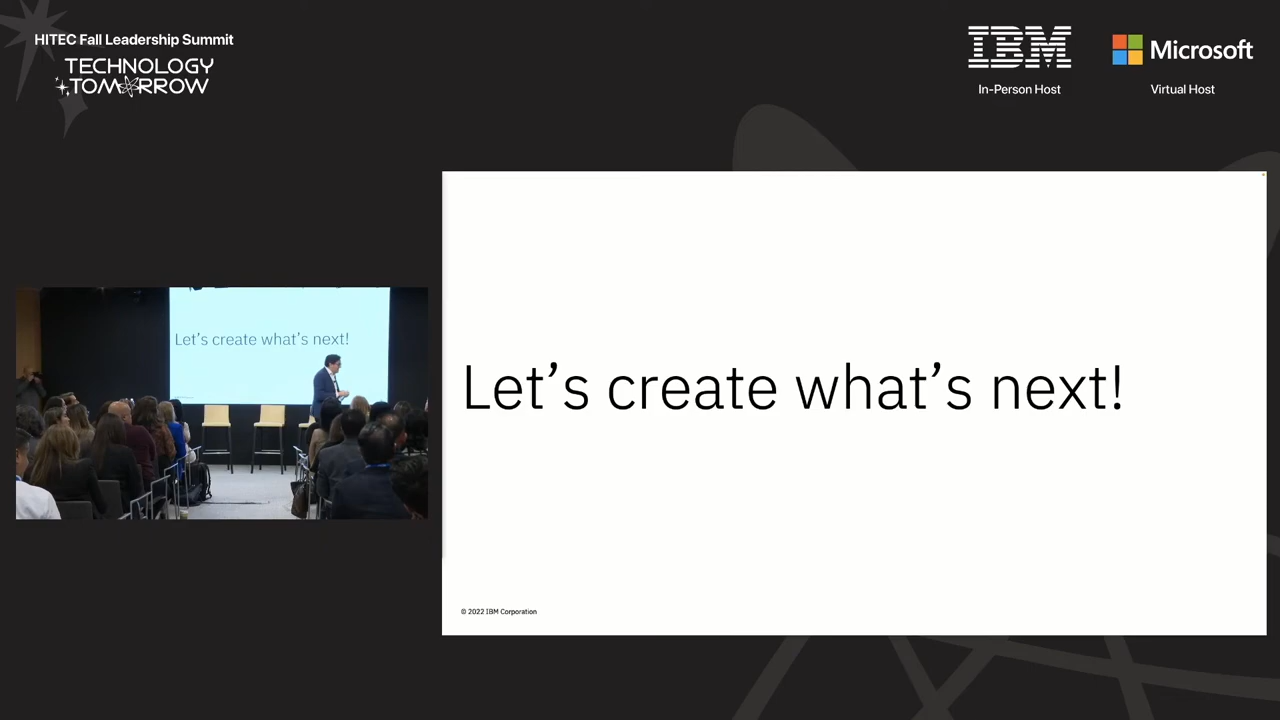 HITEC Fall Leadership Summit
TECHNOLOGY
TOMORROW
IBM
In-Person Host
Microsoft
Virtual Host
Let's create what's next!
Let’s create what’s next!
© 2022 IBM Corporation